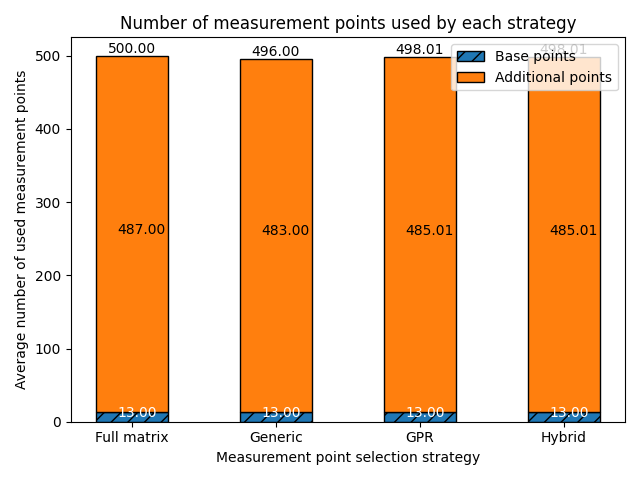 Number of measurement points used by each strategy
Average number of used measurement points
500
400
300
200
100
0
500.00
496.00
498.01
498.01
Base points
Additional points
487.00
483.00
485.01
485.01
13.00
13.00
13.00
13.00
Full matrix
Generic
GPR
Hybrid
Measurement point selection strategy